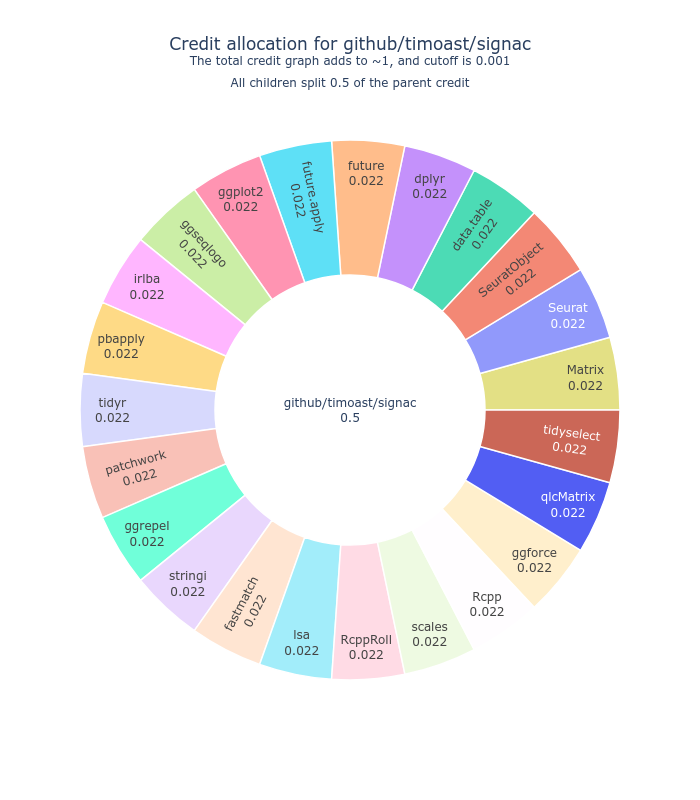 Credit allocation for github/timoast/signac
The total credit graph adds to ~1, and cutoff is 0.001
All children split 0.5 of the parent credit
future
0.022
dplyr
0.022
data.table
0.022
SeuratObject
0.022
Seurat
0.022
Matrix
0.022
tidyselect
0.022
qlcMatrix
0.022
ggforce
0.022
Rcpp
0.022
scales
0.022
RcppRoll
0.022
lsa
0.022
fastmatch
0.022
stringi
0.022
ggrepel
0.022
patchwork
0.022
tidyr
0.022
pbapply
0.022
irlba
0.022
ggseqlogo
0.022
ggplot2
0.022
future.apply
0.022
github/timoast/signac
0.5